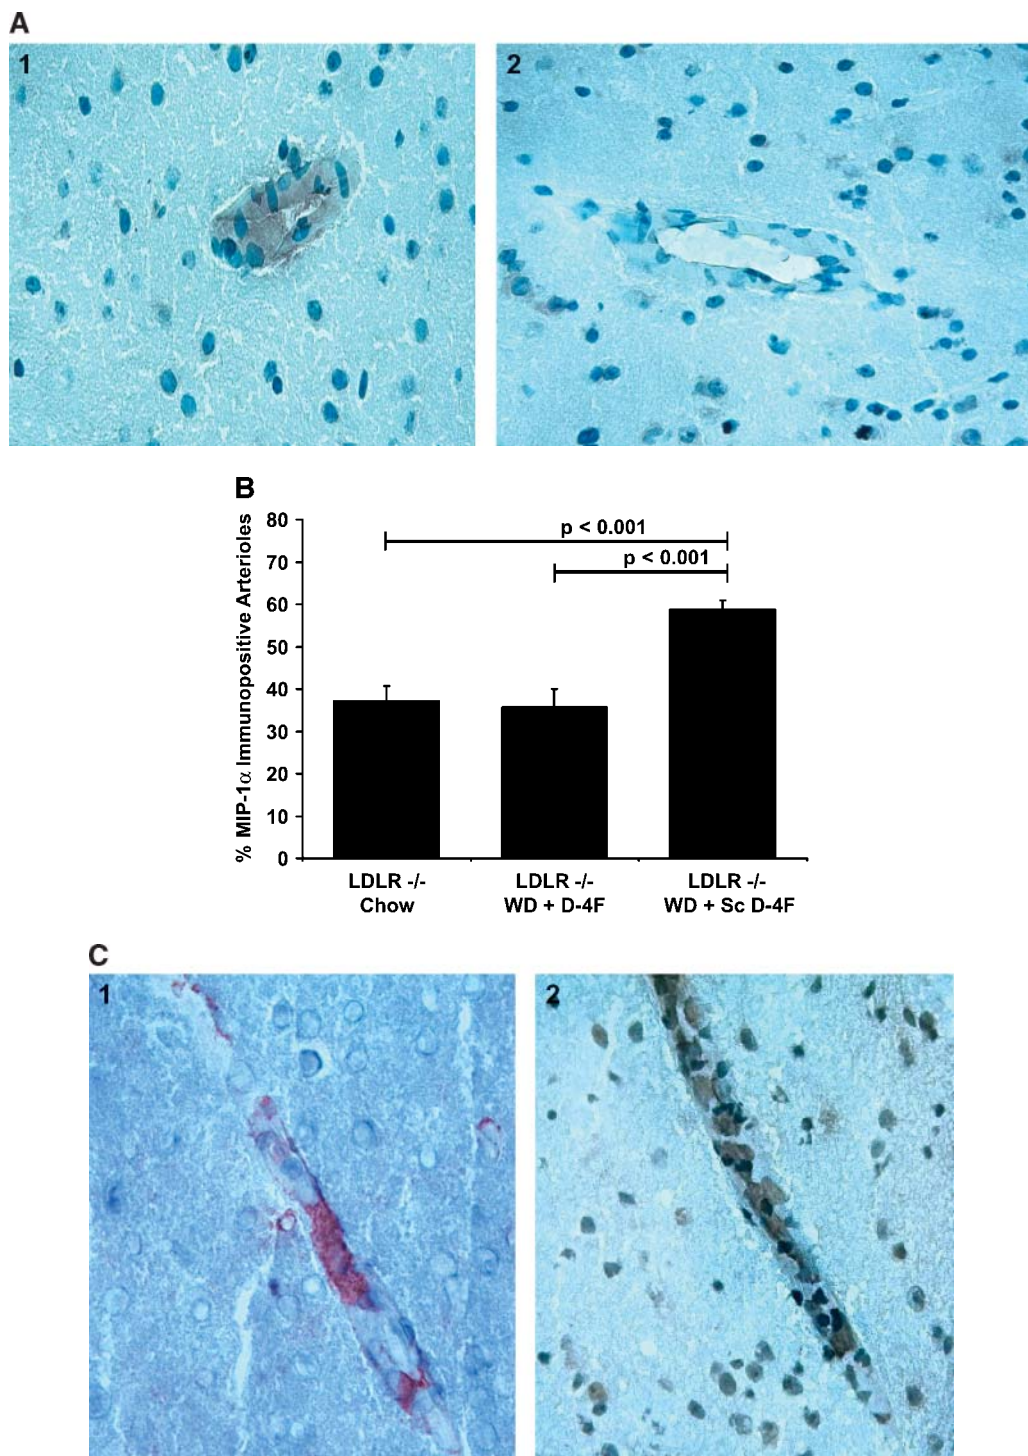 A
1
2
B
% MIP-1α Immunopositive Arterioles
80
70
60
50
40
30
20
10
0
p < 0.001
p < 0.001
LDLR -/-
Chow
LDLR -/-
WD + D-4F
LDLR -/-
WD + Sc D-4F
C
1
2